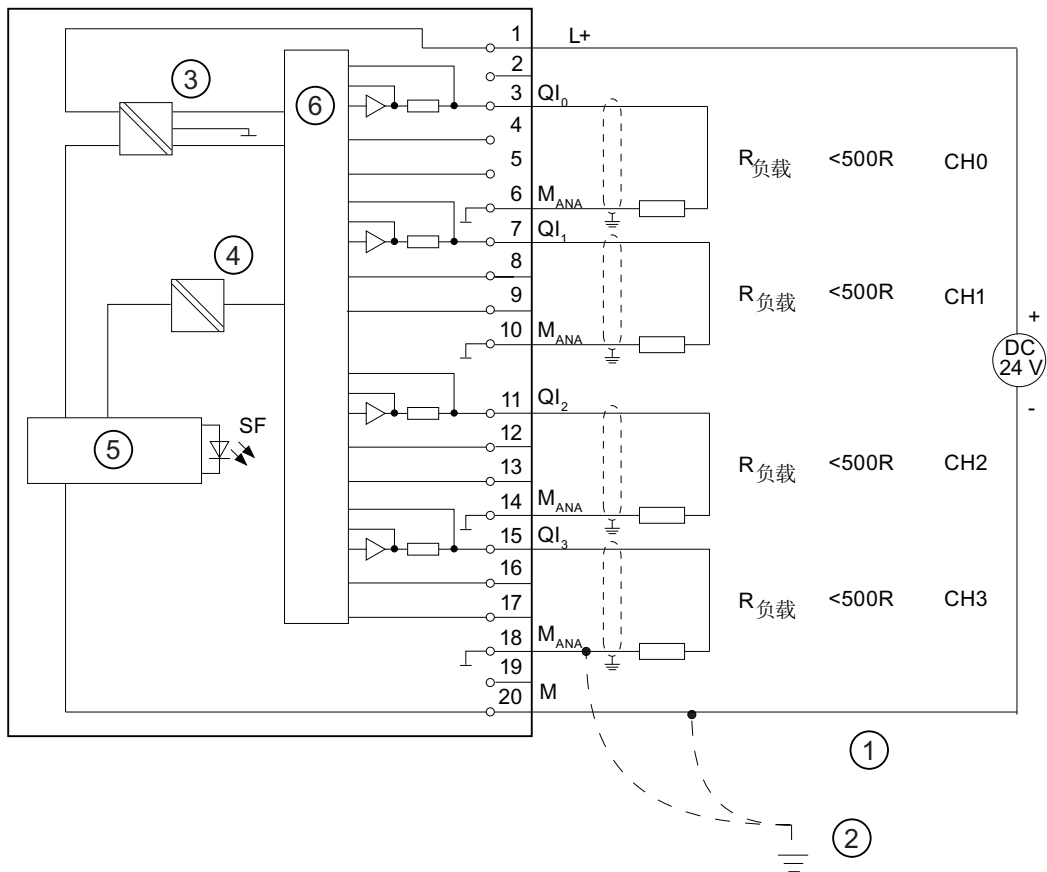 1 L+
2
3 QI0
4
5
6 MANA
7 QI1
8
9
10 MANA
11 QI2
12
13
14 MANA
15 QI3
16
17
18 MANA
19
20 M
③
⑥
④
⑤
SF
R负载 <500R CH0
R负载 <500R CH1
R负载 <500R CH2
R负载 <500R CH3
+
DC
24 V
-
①
②